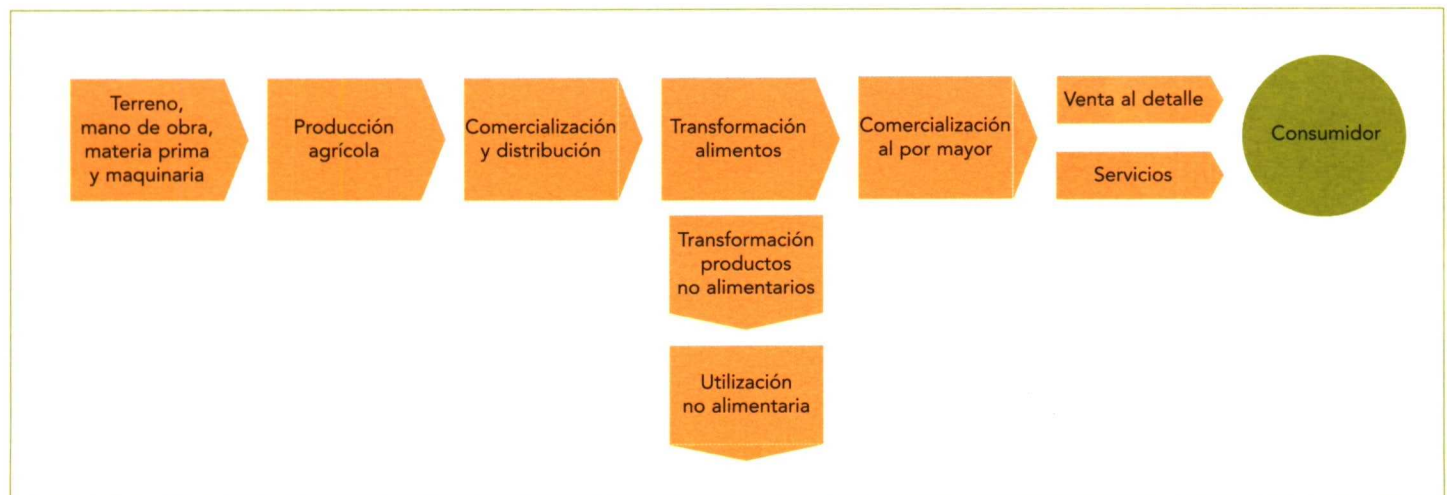 Terreno,
mano de obra,
materia prima
y maquinaria
Producción
agrícola
Comercialización
y distribución
Transformación
alimentos
Comercialización
al por mayor
Venta al detalle
Servicios
Consumidor
Transformación
productos
no alimentarios
Utilización
no alimentaria